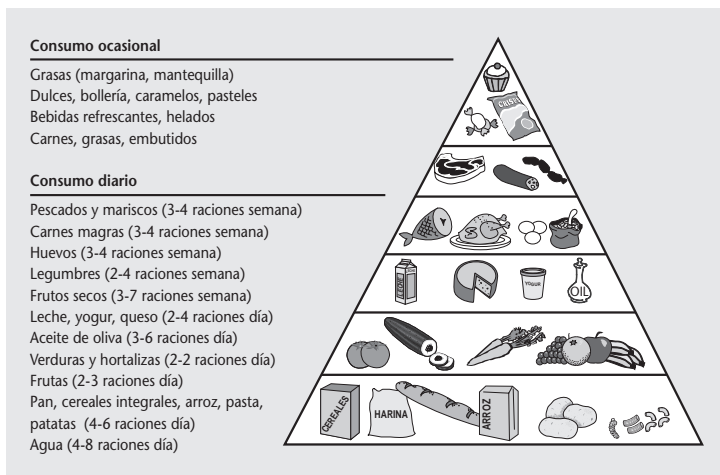 Consumo ocasional
Grasas (margarina, mantequilla)
Dulces, bollería, caramelos, pasteles
Bebidas refrescantes, helados
Carnes, grasas, embutidos
Consumo diario
Pescados y mariscos (3-4 raciones semana)
Carnes magras (3-4 raciones semana)
Huevos (3-4 raciones semana)
Legumbres (2-4 raciones semana)
Frutos secos (3-7 raciones semana)
Leche, yogur, queso (2-4 raciones día)
Aceite de oliva (3-6 raciones día)
Verduras y hortalizas (2-2 raciones día)
Frutas (2-3 raciones día)
Pan, cereales integrales, arroz, pasta,
patatas (4-6 raciones día)
Agua (4-8 raciones día)
CRISPS
LECHE
YOGUR
OIL
CEREALES
HARINA
ARROZ